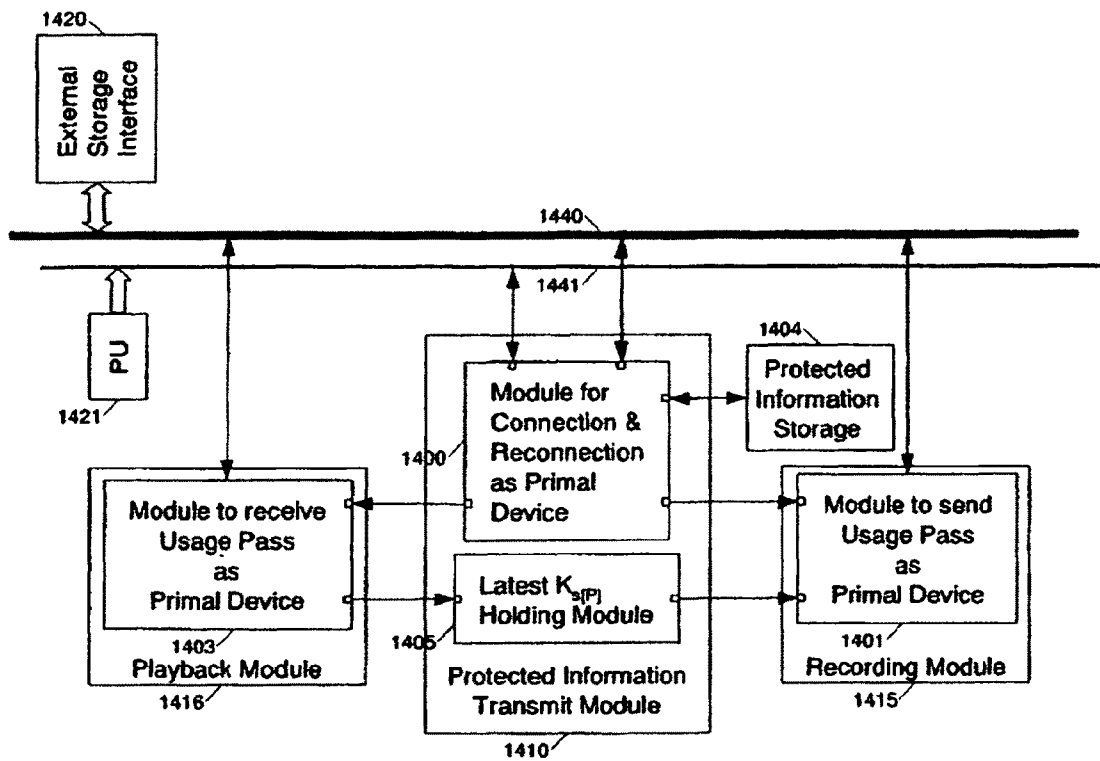 1420
External
Storage
Interface
1440
1441
PU
1421
1404
Protected
Information
Storage
Module for
Connection &
Reconnection
as Primal
Device
1400
Module to receive
Usage Pass
as
Primal Device
1403
Playback Module
1416
Latest Ks[P]
Holding Module
1405
Protected Information
Transmit Module
1410
Module to send
Usage Pass
as
Primal Device
1401
Recording Module
1415